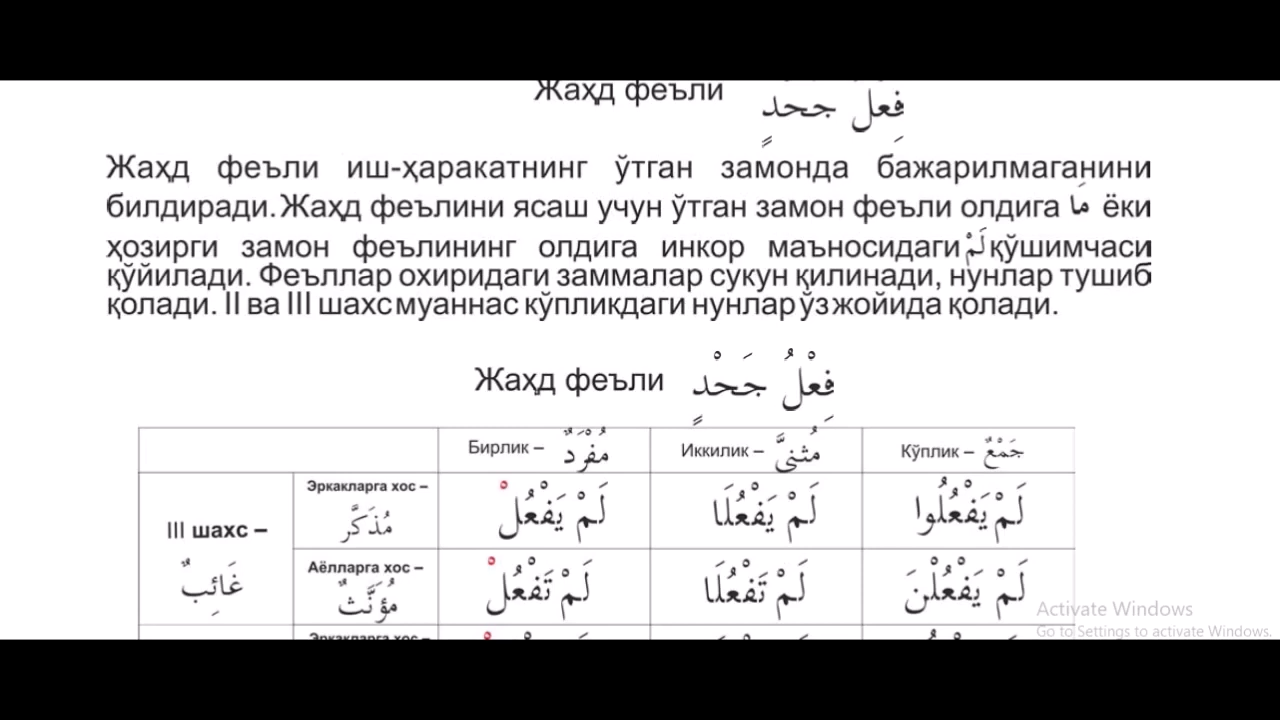 Жаҳд феъли فِعْلُ جَحْدٍ
Жаҳд феъли иш-ҳаракатнинг ўтган замонда бажарилмаганини
билдиради. Жаҳд феълини ясаш учун ўтган замон феъли олдига مَا ёки
ҳозирги замон феълининг олдига инкор маъносидаги لَمْ қўшимчаси
қўйилади. Феъллар охиридаги заммалар сукун қилинади, нунлар тушиб
қолади. II ва III шахс муаннас кўпликдаги нунлар ўз жойида қолади.
Жаҳд феъли فِعْلُ جَحْدٍ
Бирлик – مُفْرَدٌ
Иккилик – مُثنىَّ
Кўплик – جَمْعٌ
III шахс –
غَائِبٌ
Эркакларга хос –
مُذَكَّر
لَمْ يَفْعُلْ
لَمْ يَفْعُلَا
لَمْ يَفْعُلُوا
Аёлларга хос –
مُؤَنَّثٌ
لَمْ تَفْعُلْ
لَمْ تَفْعُلَا
لَمْ يَفْعُلْنَ
Эркакларга хос –
Activate Windows
Go to Settings to activate Windows.